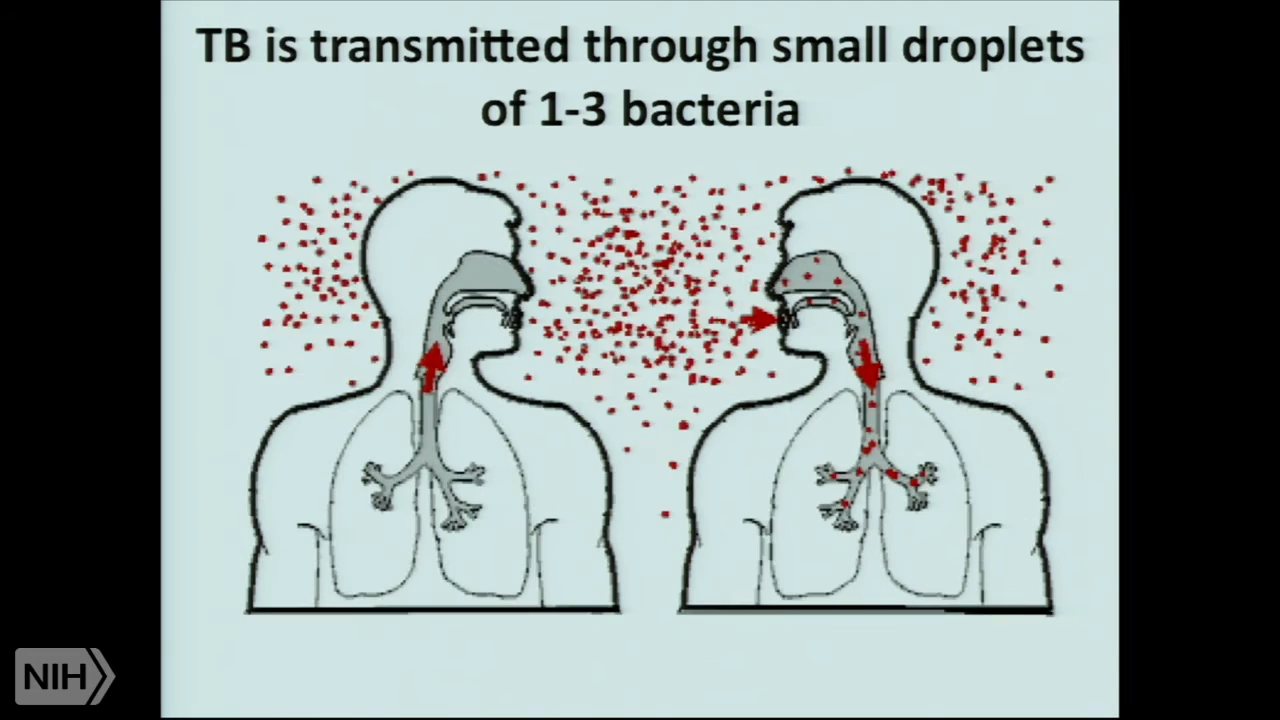 TB is transmitted through small droplets
of 1-3 bacteria
NIH